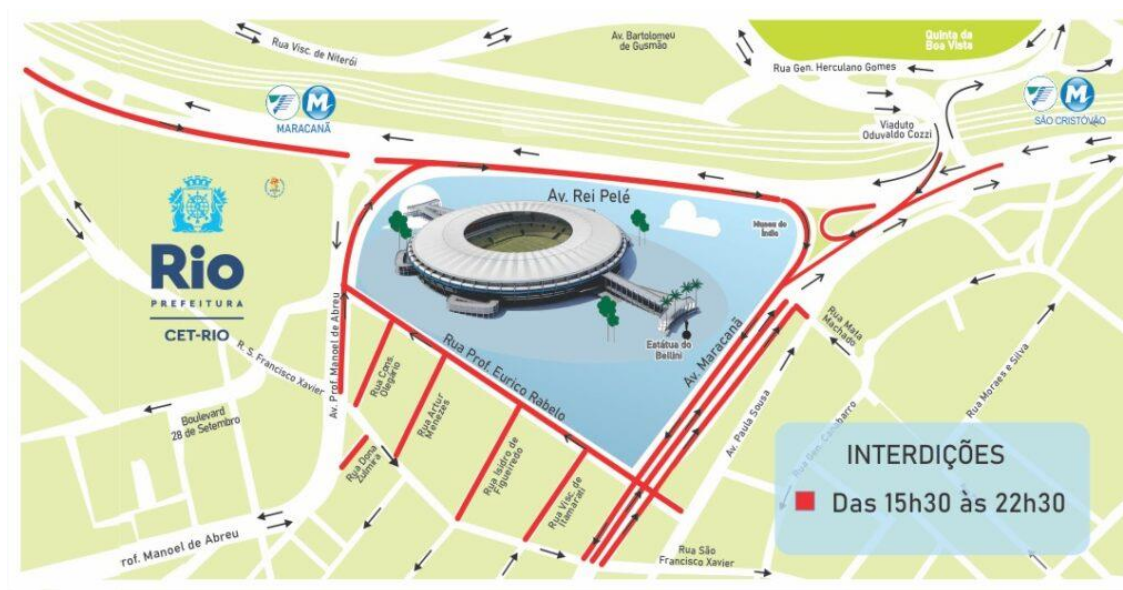 Rua Visc. de Niterói
Av. Bartolomeu
de Gusmão
Quinta da
Boa Vista
Rua Gen. Herculano Gomes
MARACANÃ
Viaduto
Oduvaldo Cozzi
SÃO CRISTÓVÃO
Av. Rei Pelé
Museu do
Índio
Rio
PREFEITURA
CET-RIO
Estátua do
Bellini
Av. Maracanã
Rua Mata
Machado
Av. Prof. Manoel de Abreu
R. S. Francisco Xavier
Rua Prof. Eurico Rabelo
Rua Cons.
Olegário
Rua Artur
Menezes
Boulevard
28 de Setembro
Rua Dona
Zulmira
Rua Isidro de
Figueiredo
Rua Visc. de
Itamarati
Av. Paula Sousa
Rua Gen. Canabarro
Rua Moraes e Silva
INTERDIÇÕES
Das 15h30 às 22h30
rof. Manoel de Abreu
Rua São
Francisco Xavier